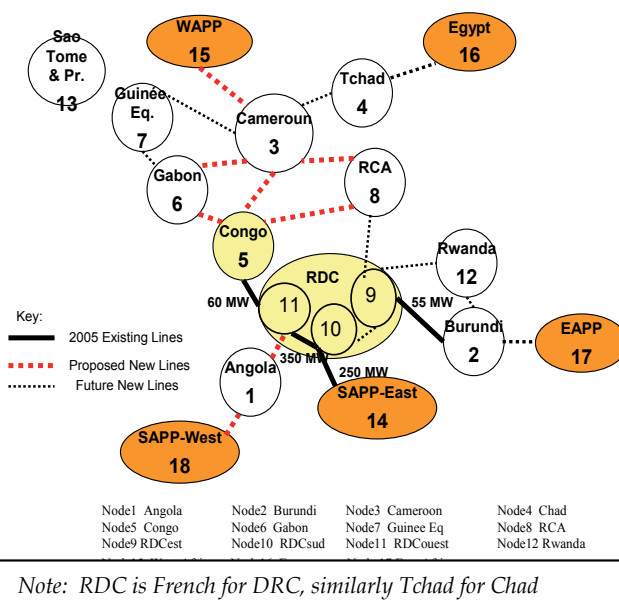 WAPP
15
Egypt
16
Sao
Tome
& Pr.
13
Tchad
4
Guinée
Eq.
7
Cameroun
3
RCA
8
Gabon
6
Congo
5
RDC
Rwanda
12
9
11
10
60 MW
55 MW
Key:
2005 Existing Lines
Proposed New Lines
Future New Lines
Burundi
2
EAPP
17
350 MW
250 MW
Angola
1
SAPP-East
14
SAPP-West
18
Node1 Angola Node2 Burundi Node3 Cameroon Node4 Chad
Node5 Congo Node6 Gabon Node7 Guinee Eq Node8 RCA
Node9 RDCest Node10 RDCsud Node11 RDCouest Node12 Rwanda
Note: RDC is French for DRC, similarly Tchad for Chad